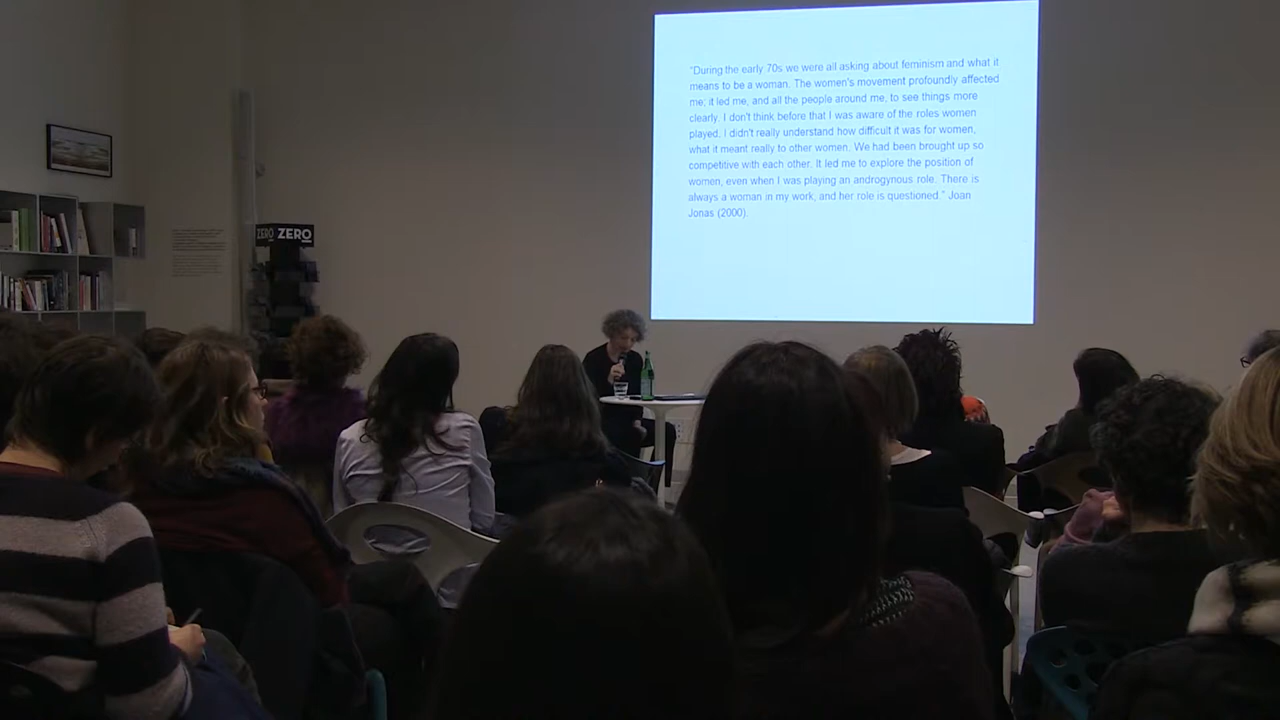 "During the early 70s we were all asking about feminism and what it
means to be a woman. The women's movement profoundly affected
me; it led me, and all the people around me, to see things more
clearly. I don't think before that I was aware of the roles women
played. I didn't really understand how difficult it was for women,
what it meant really to other women. We had been brought up so
competitive with each other. It led me to explore the position of
women, even when I was playing an androgynous role. There is
always a woman in my work, and her role is questioned." Joan
Jonas (2000).
ZERO ZERO